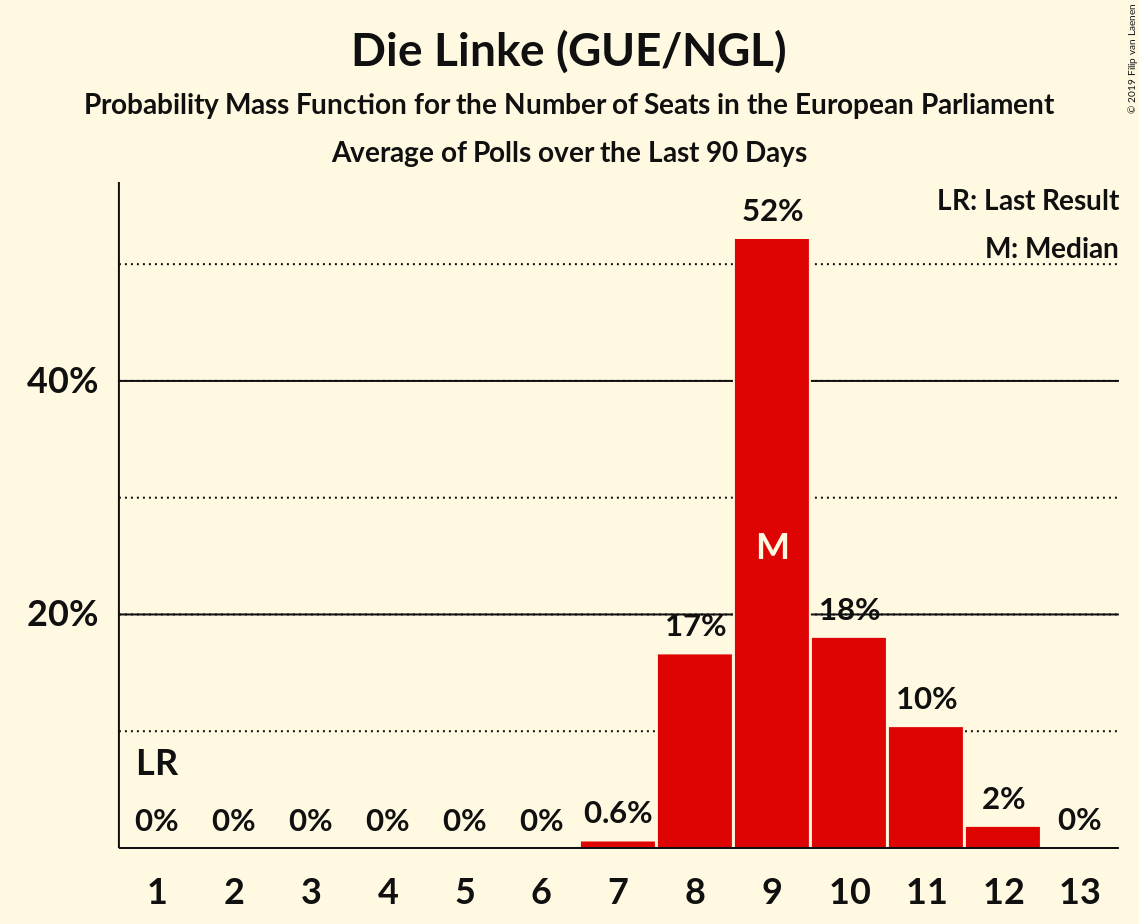 Die Linke (GUE/NGL)
Probability Mass Function for the Number of Seats in the European Parliament
Average of Polls over the Last 90 Days
© 2019 Filip van Laenen
LR: Last Result
M: Median
52%
40%
M
20%
17%
18%
10%
LR
0%
0%
0%
0%
0%
0%
0.6%
2%
0%
1 2 3 4 5 6 7 8 9 10 11 12 13